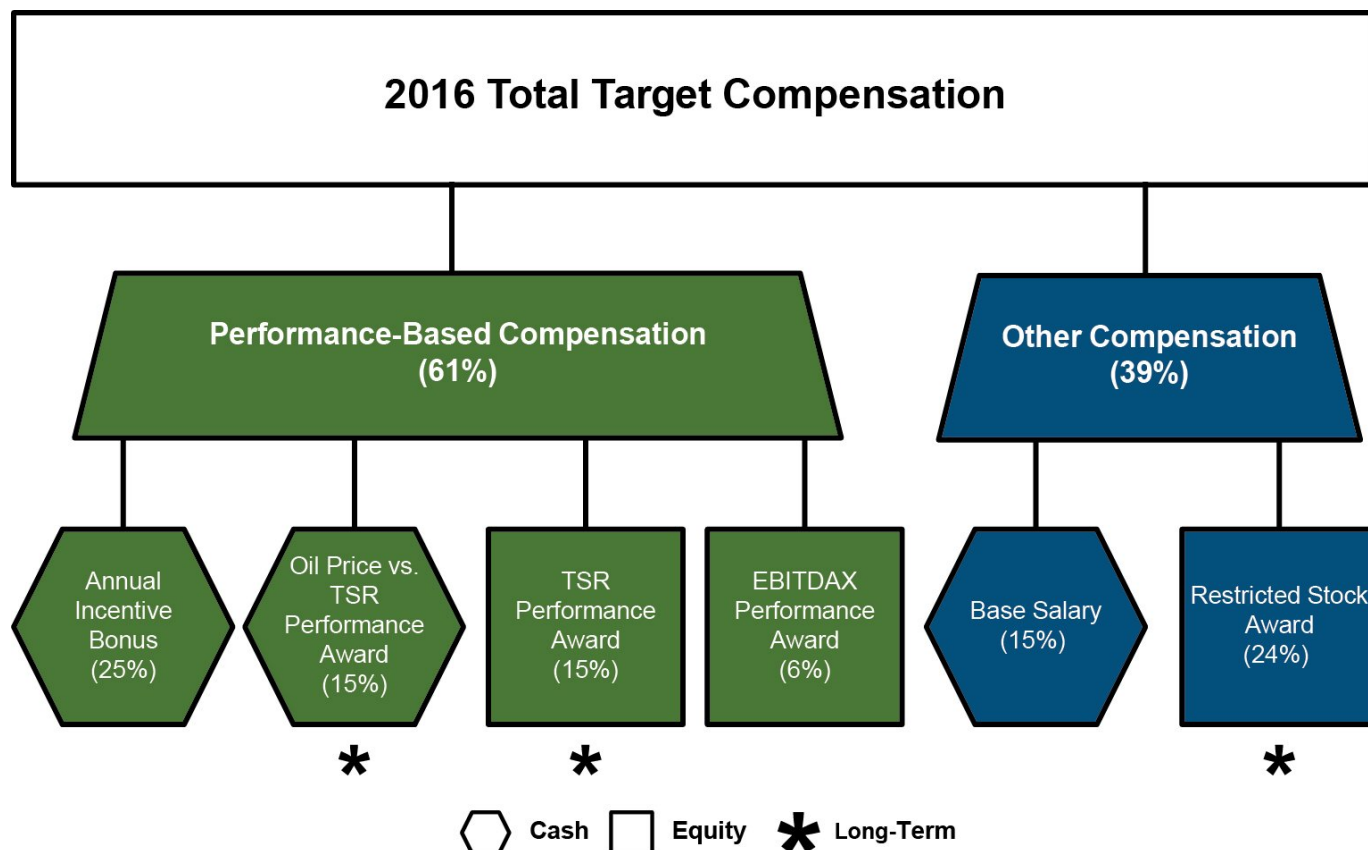 2016 Total Target Compensation
Performance-Based Compensation
(61%)
Other Compensation
(39%)
Annual
Incentive
Bonus
(25%)
Oil Price vs.
TSR
Performance
Award
(15%)
TSR
Performance
Award
(15%)
EBITDAX
Performance
Award
(6%)
Base Salary
(15%)
Restricted Stock
Award
(24%)
*
*
*
Cash
Equity
* Long-Term